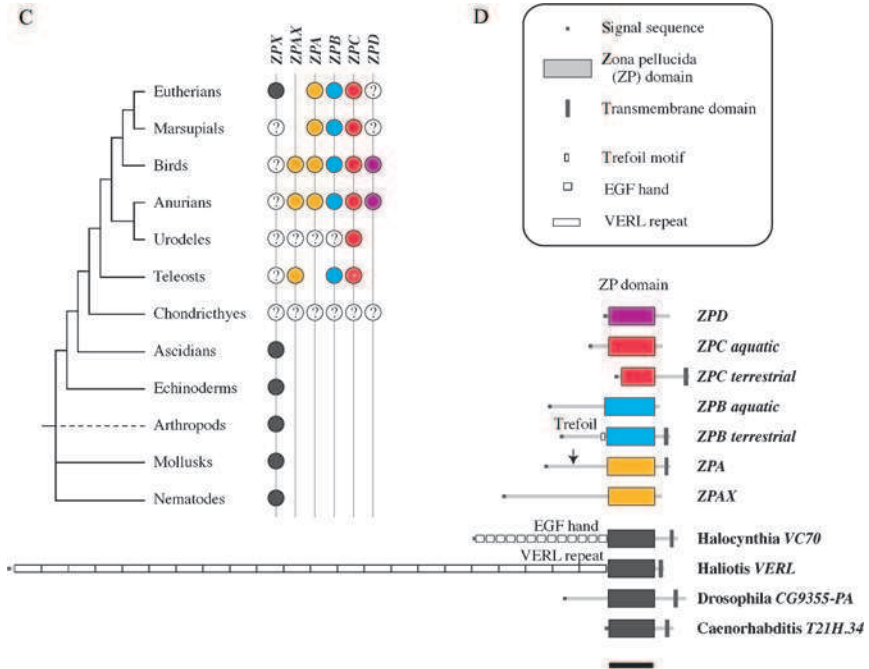 C
ZPX
ZPAX
ZPA
ZPB
ZPC
ZPD
Eutherians
?
Marsupials
? ?
Birds
?
Anurians
?
Urodeles
? ? ? ?
Teleosts
?
Chondricthyes
? ? ? ? ? ?
Ascidians
Echinoderms
Arthropods
Mollusks
Nematodes
D
Signal sequence
Zona pellucida
(ZP) domain
Transmembrane domain
Trefoil motif
EGF hand
VERL repeat
ZP domain
ZPD
ZPC aquatic
ZPC terrestrial
ZPB aquatic
Trefoil
ZPB terrestrial
ZPA
ZPAX
EGF hand
Halocynthia VC70
VERL repeat
Haliotis VERL
Drosophila CG9355-PA
Caenorhabditis T21H.34